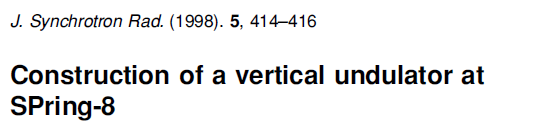 J. Synchrotron Rad. (1998). 5, 414–416
Construction of a vertical undulator at
SPring-8